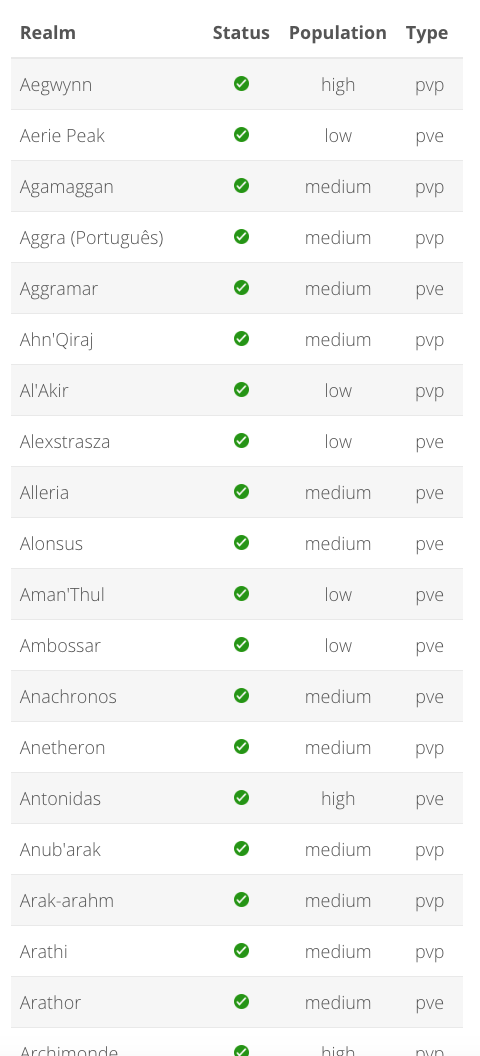 Realm Status Population Type
Aegwynn high pvp
Aerie Peak low pve
Agamaggan medium pvp
Aggra (Português) medium pvp
Aggramar medium pve
Ahn'Qiraj medium pvp
Al'Akir low pvp
Alexstrasza low pve
Alleria medium pve
Alonsus medium pve
Aman'Thul low pve
Ambossar low pve
Anachronos medium pve
Anetheron medium pvp
Antonidas high pve
Anub'arak medium pvp
Arak-arahm medium pvp
Arathi medium pvp
Arathor medium pve
Archimonde high pvp